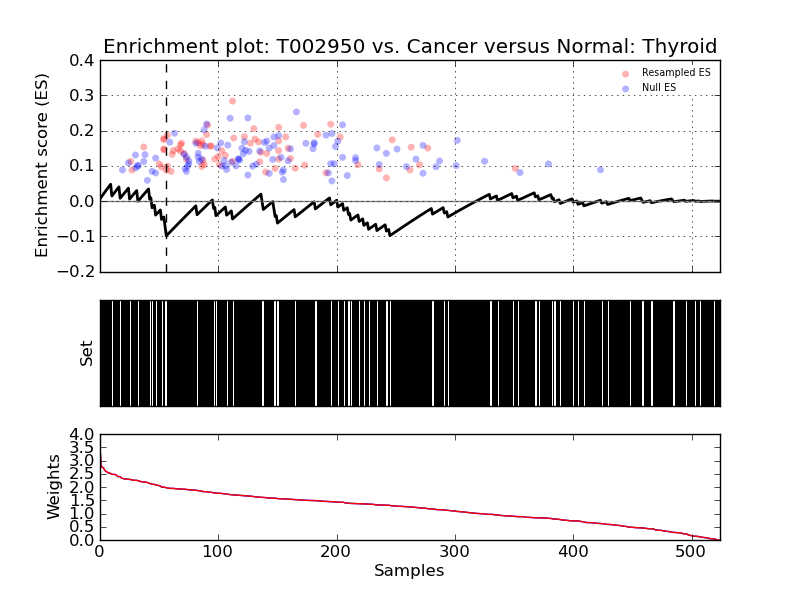 Enrichment plot: T002950 vs. Cancer versus Normal: Thyroid
Enrichment score (ES)
0.4
0.3
0.2
0.1
0.0
−0.1
−0.2
Resampled ES
Null ES
Set
Weights
4.0
3.5
3.0
2.5
2.0
1.5
1.0
0.5
0.0
0 100 200 300 400 500
Samples